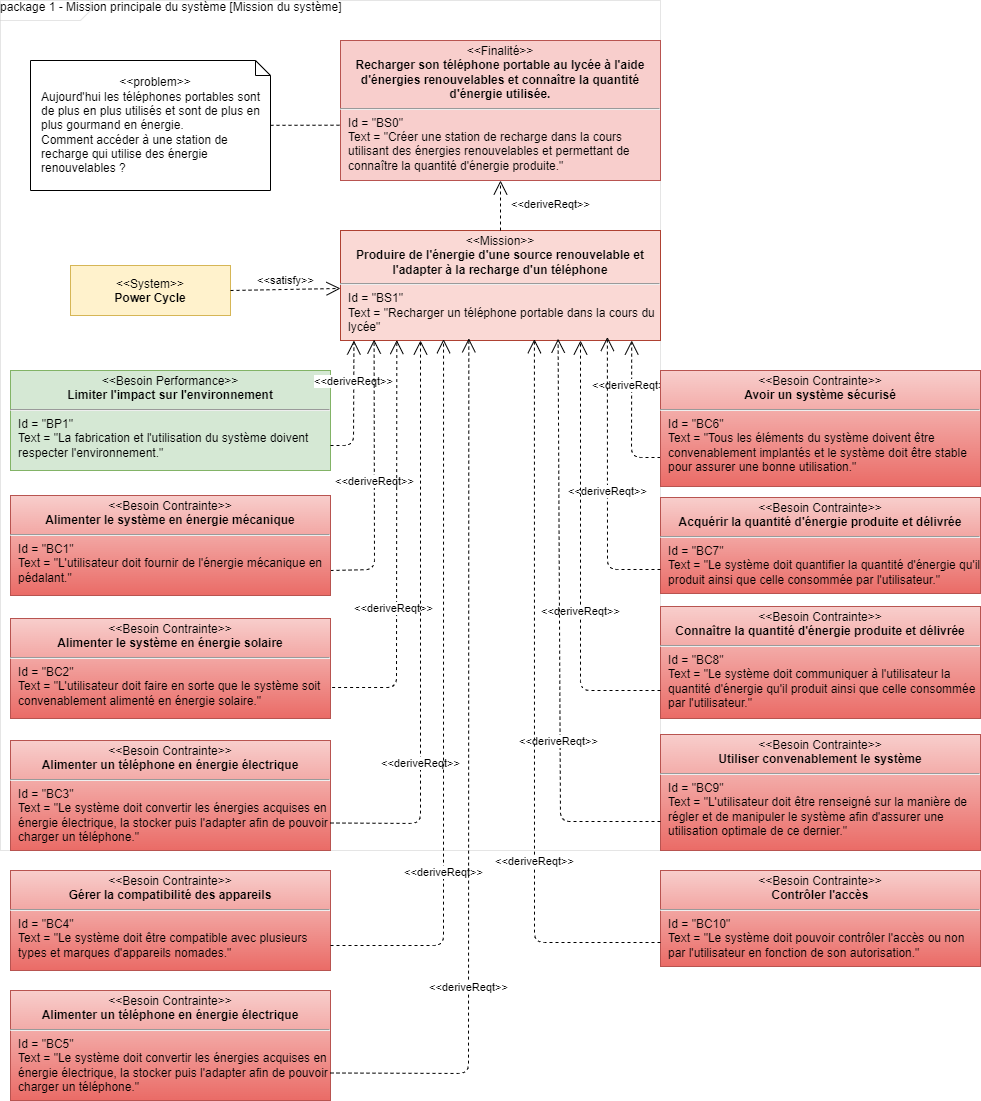 package 1 - Mission principale du système [Mission du système]
<<Finalité>>
Recharger son téléphone portable au lycée à l'aide
d'énergies renouvelables et connaître la quantité
d'énergie utilisée.
Id = "BS0"
Text = "Créer une station de recharge dans la cours
utilisant des énergies renouvelables et permettant de
connaître la quantité d'énergie produite."
<<problem>>
Aujourd'hui les téléphones portables sont
de plus en plus utilisés et sont de plus en
plus gourmand en énergie.
Comment accéder à une station de
recharge qui utilise des énergie
renouvelables ?
<<deriveReqt>>
<<Mission>>
Produire de l'énergie d'une source renouvelable et
l'adapter à la recharge d'un téléphone
Id = "BS1"
Text = "Recharger un téléphone portable dans la cours du
lycée"
<<System>>
Power Cycle
<<satisfy>>
<<Besoin Performance>>
Limiter l'impact sur l'environnement
Id = "BP1"
Text = "La fabrication et l'utilisation du système doivent
respecter l'environnement."
<<deriveReqt>>
<<Besoin Contrainte>>
Alimenter le système en énergie mécanique
Id = "BC1"
Text = "L'utilisateur doit fournir de l'énergie mécanique en
pédalant."
<<deriveReqt>>
<<Besoin Contrainte>>
Alimenter le système en énergie solaire
Id = "BC2"
Text = "L'utilisateur doit faire en sorte que le système soit
convenablement alimenté en énergie solaire."
<<deriveReqt>>
<<Besoin Contrainte>>
Alimenter un téléphone en énergie électrique
Id = "BC3"
Text = "Le système doit convertir les énergies acquises en
énergie électrique, la stocker puis l'adapter afin de pouvoir
charger un téléphone."
<<deriveReqt>>
<<Besoin Contrainte>>
Gérer la compatibilité des appareils
Id = "BC4"
Text = "Le système doit être compatible avec plusieurs
types et marques d'appareils nomades."
<<deriveReqt>>
<<Besoin Contrainte>>
Alimenter un téléphone en énergie électrique
Id = "BC5"
Text = "Le système doit convertir les énergies acquises en
énergie électrique, la stocker puis l'adapter afin de pouvoir
charger un téléphone."
<<deriveReqt>>
<<deriveReqt>
<<Besoin Contrainte>>
Avoir un système sécurisé
Id = "BC6"
Text = "Tous les éléments du système doivent être
convenablement implantés et le système doit être stable
pour assurer une bonne utilisation."
<<deriveReqt>>
<<Besoin Contrainte>>
Acquérir la quantité d'énergie produite et délivrée
Id = "BC7"
Text = "Le système doit quantifier la quantité d'énergie qu'il
produit ainsi que celle consommée par l'utilisateur."
<<deriveReqt>>
<<Besoin Contrainte>>
Connaître la quantité d'énergie produite et délivrée
Id = "BC8"
Text = "Le système doit communiquer à l'utilisateur la
quantité d'énergie qu'il produit ainsi que celle consommée
par l'utilisateur."
<<deriveReqt>>
<<Besoin Contrainte>>
Utiliser convenablement le système
Id = "BC9"
Text = "L'utilisateur doit être renseigné sur la manière de
régler et de manipuler le système afin d'assurer une
utilisation optimale de ce dernier."
<<deriveReqt>>
<<Besoin Contrainte>>
Contrôler l'accès
Id = "BC10"
Text = "Le système doit pouvoir contrôler l'accès ou non
par l'utilisateur en fonction de son autorisation."